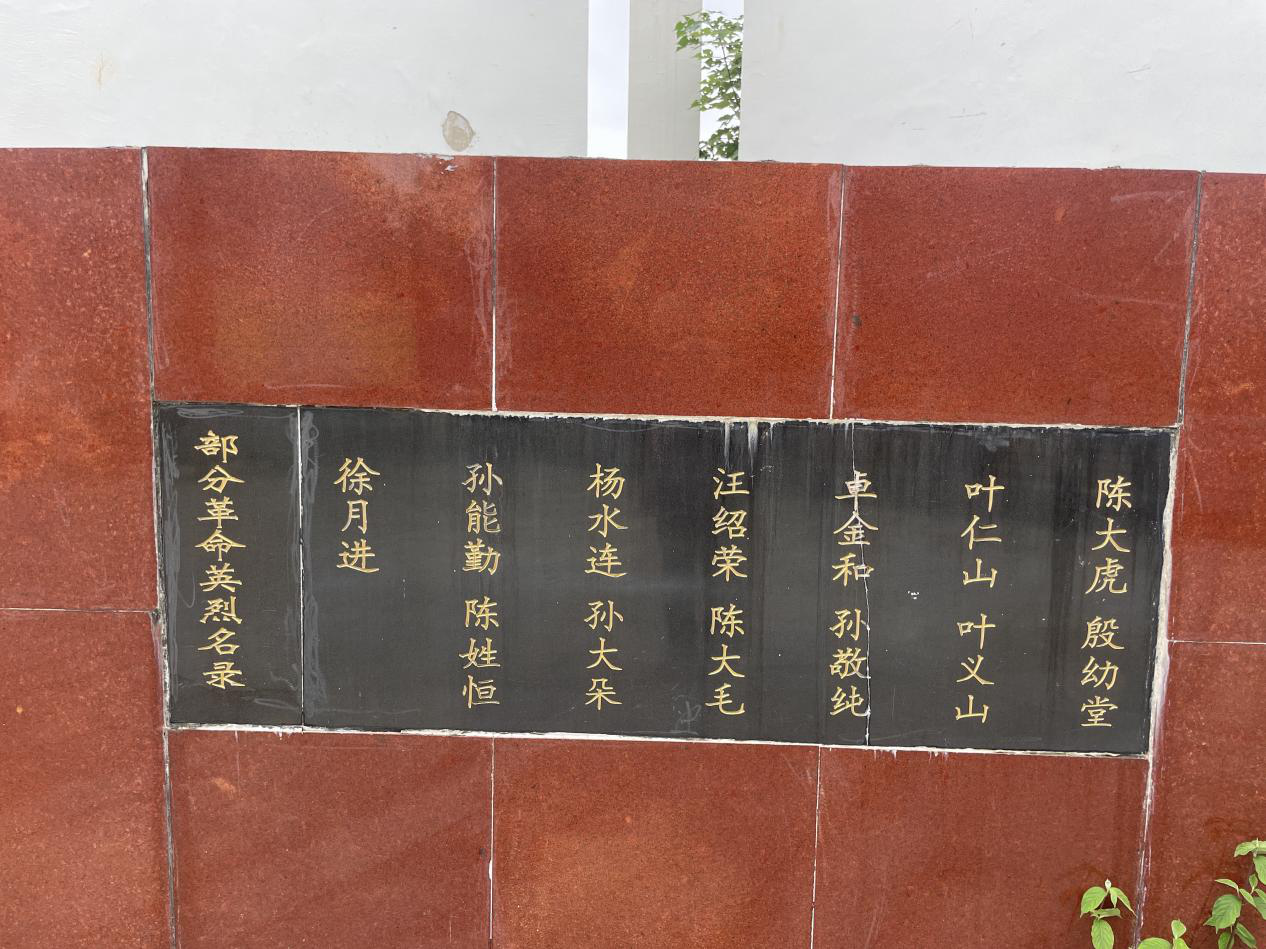 部分革命英烈名录
徐月进
孙能勤 陈姓恒
杨水连 孙大朵
汪绍荣 陈大毛
卓金和 孙敬纯
叶仁山 叶义山
陈大虎 殷幼堂